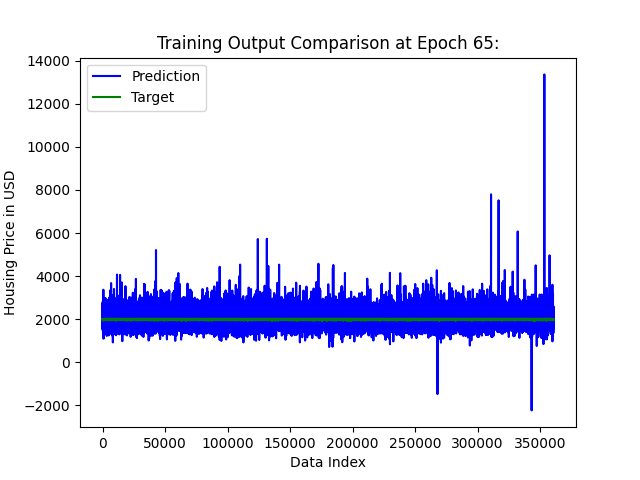 Training Output Comparison at Epoch 65:
Prediction
Target
14000
12000
10000
8000
6000
4000
2000
0
−2000
Housing Price in USD
0 50000 100000 150000 200000 250000 300000 350000
Data Index